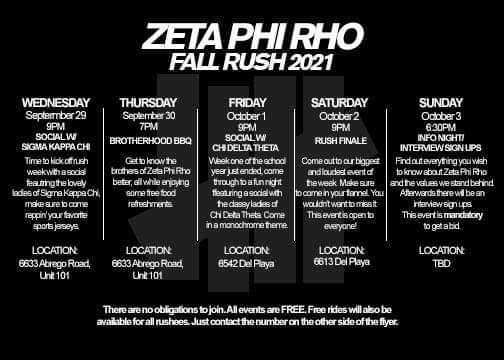 ZETA PHI RHO
FALL RUSH 2021
WEDNESDAY
September 29
9PM
SOCIAL W/
SIGMA KAPPA CHI
Time to kick off rush
week with a social
feauting the lovely
ladies of Sigma Kappa Chi,
make sure to come
reppin' your favorite
sports jerseys.
LOCATION:
6633 Abrego Road,
Unit 101
THURSDAY
September 30
7PM
BROTHERHOOD BBQ
Get to know the
brothers of Zeta Phi Rho
better, all while enjoying
some free food
refreshments.
LOCATION:
6633 Abrego Road,
Unit 101
FRIDAY
October 1
9PM
SOCIAL W/
CHI DELTA THETA
Week one of the school
year just ended, come
through to a fun night
ffeaturing a social with
the classy ladies of
Chi Delta Theta. Come
in a monochrome theme.
LOCATION:
6542 Del Playa
SATURDAY
October 2
9PM
RUSH FINALE
Come out to our biggest
and loudest event of
the week. Make sure
to come in your flannel. You
wouldn't want to miss it.
This event is open to
everyone!
LOCATION:
6613 Del Playa
SUNDAY
October 3
6:30PM
INFO NIGHT/
INTERVIEW SIGN UPS
Find out everything you wish
to know about Zeta Phi Rho
and the values we stand behind.
Afterwards there will be an
interview sign ups.
This event is mandatory
to get a bid.
LOCATION:
TBD
There are no obligations to join. All events are FREE. Free rides will also be
available for all rushees. Just contact the number on the other side of the flyer.